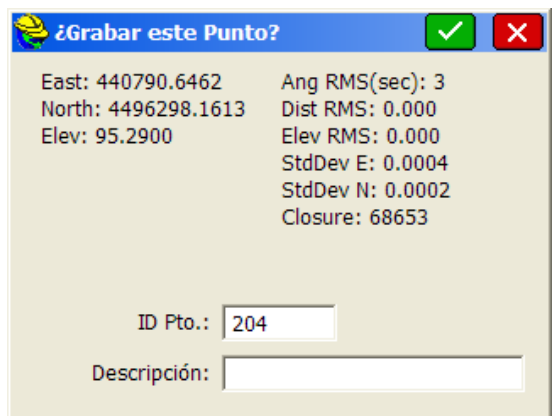 ¿Grabar este Punto?
East: 440790.6462
North: 4496298.1613
Elev: 95.2900
Ang RMS(sec): 3
Dist RMS: 0.000
Elev RMS: 0.000
StdDev E: 0.0004
StdDev N: 0.0002
Closure: 68653
ID Pto.: 204
Descripción: